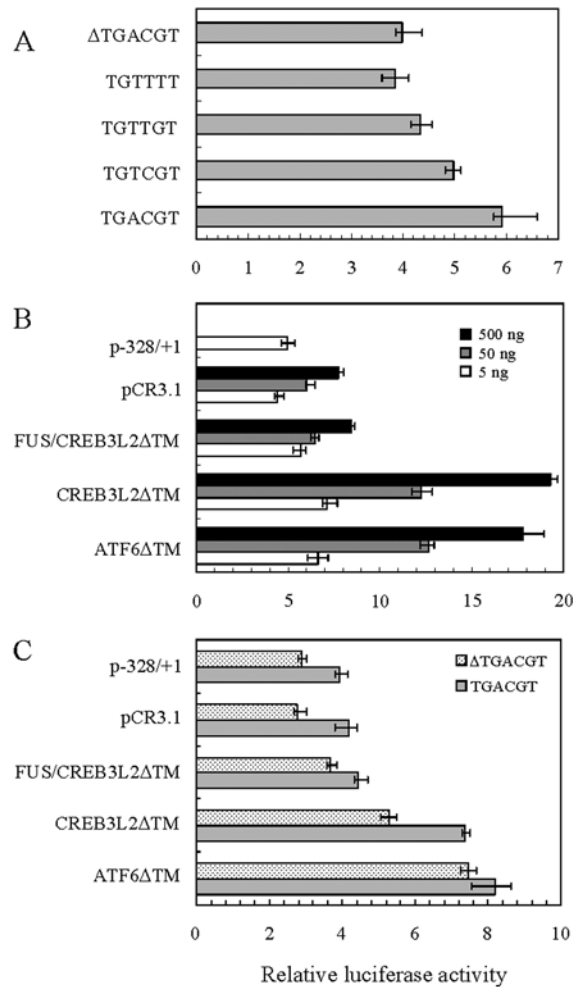 A
ΔTGACGT
TGTTTT
TGTTGT
TGTCGT
TGACGT
0 1 2 3 4 5 6 7
B
500 ng
50 ng
5 ng
p-328/+1
pCR3.1
FUS/CREB3L2ΔTM
CREB3L2ΔTM
ATF6ΔTM
0 5 10 15 20
C
ΔTGACGT
TGACGT
p-328/+1
pCR3.1
FUS/CREB3L2ΔTM
CREB3L2ΔTM
ATF6ΔTM
0 2 4 6 8 10
Relative luciferase activity